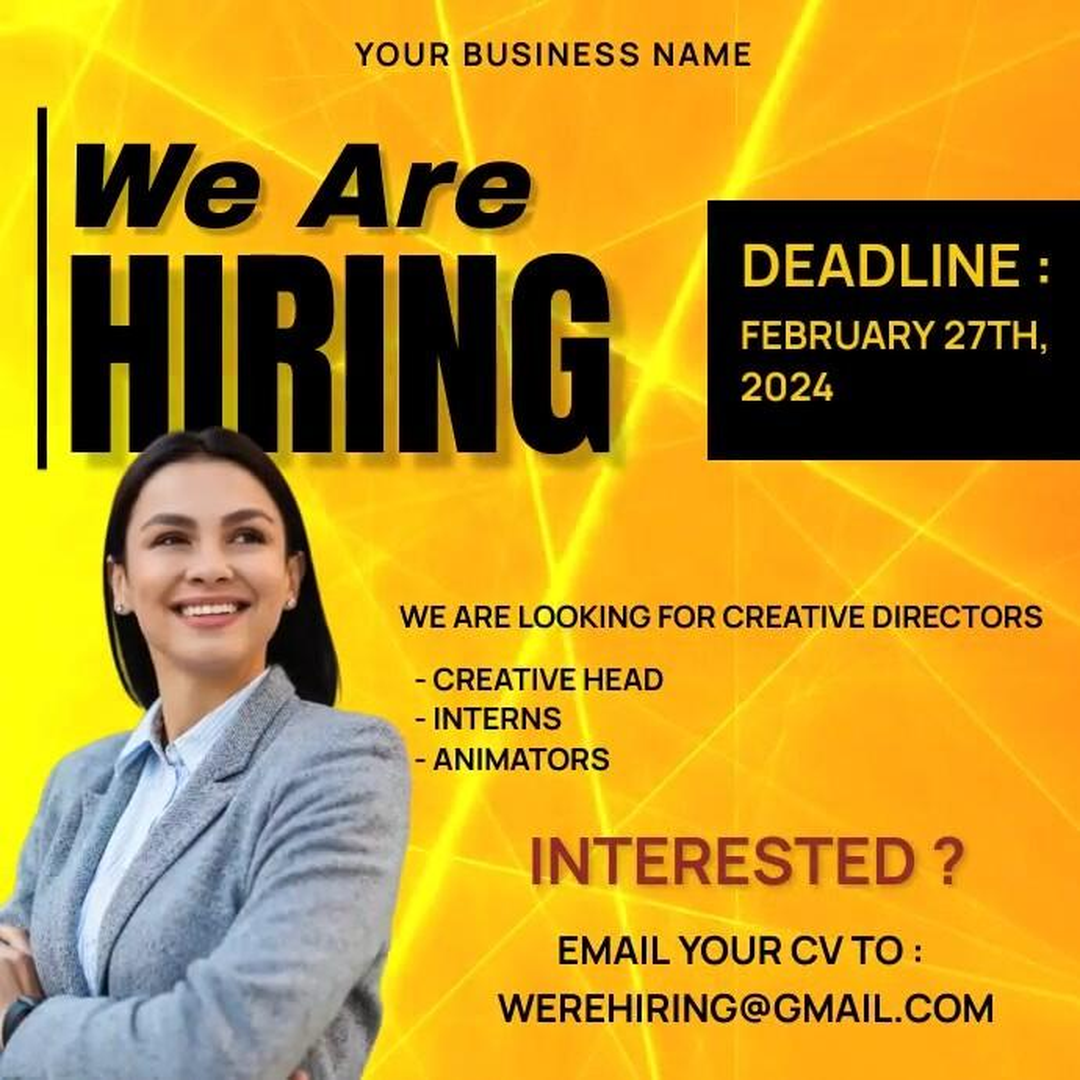 YOUR BUSINESS NAME
We Are
HIRING
DEADLINE :
FEBRUARY 27TH,
2024
WE ARE LOOKING FOR CREATIVE DIRECTORS
- CREATIVE HEAD
- INTERNS
- ANIMATORS
INTERESTED ?
EMAIL YOUR CV TO :
WEREHIRING@GMAIL.COM